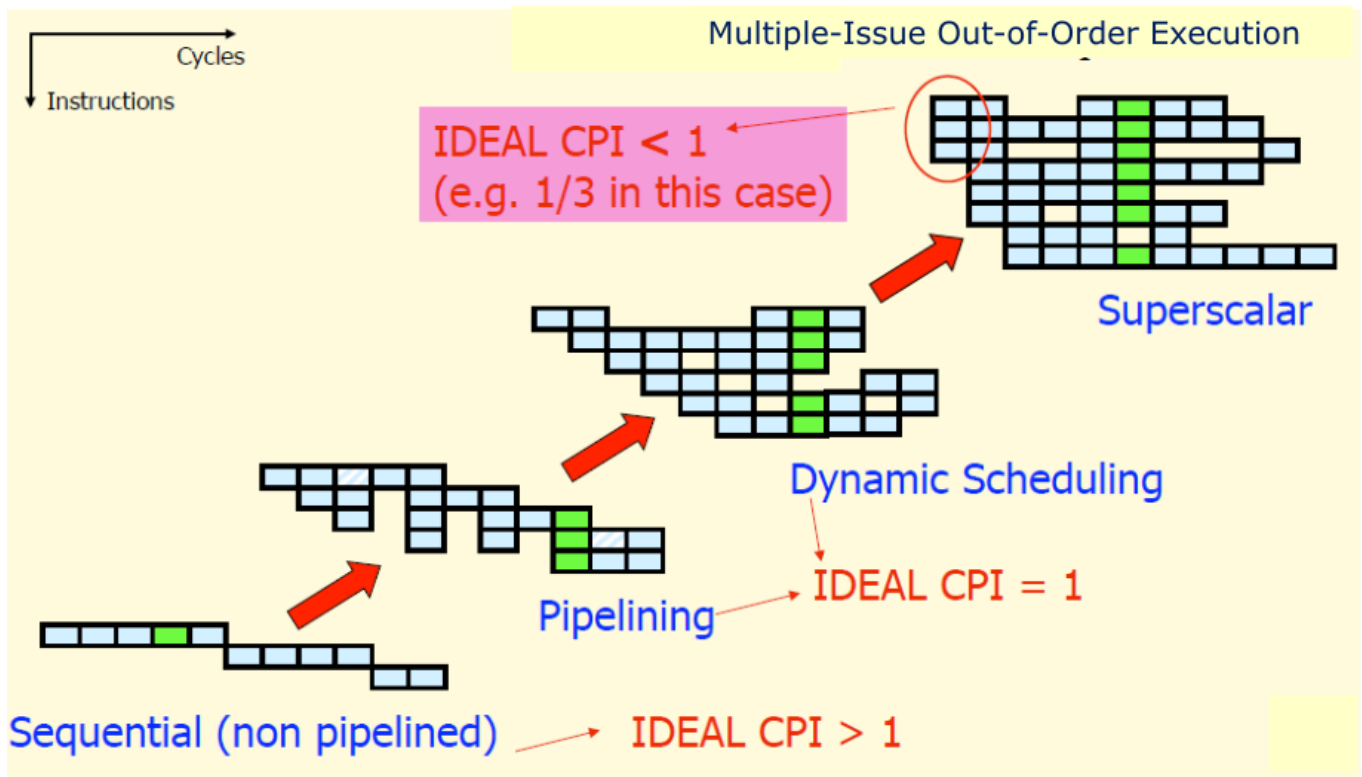 Multiple-Issue Out-of-Order Execution
Cycles
Instructions
IDEAL CPI < 1
(e.g. 1/3 in this case)
Superscalar
Dynamic Scheduling
IDEAL CPI = 1
Pipelining
Sequential (non pipelined)
IDEAL CPI > 1